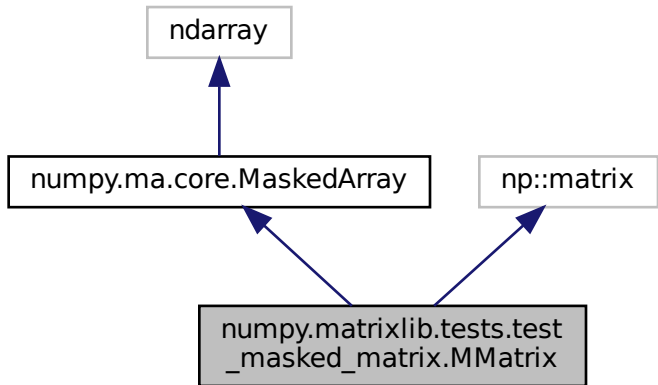 ndarray
numpy.ma.core.MaskedArray
np::matrix
numpy.matrixlib.tests.test
_masked_matrix.MMatrix